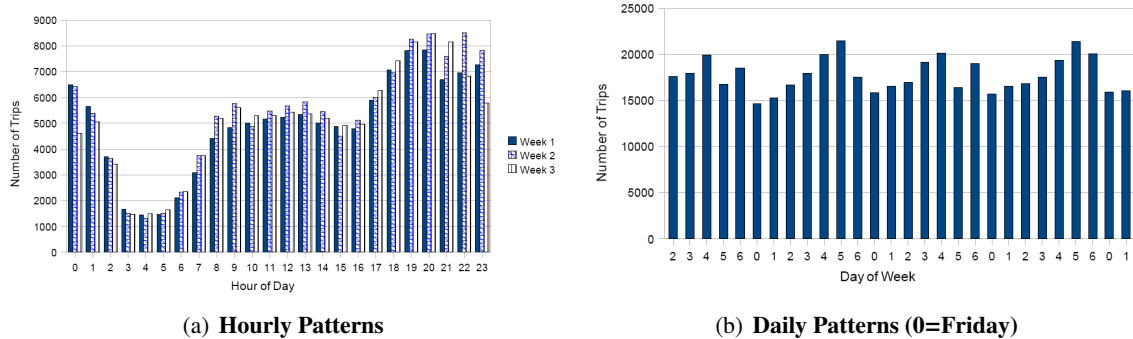 9000
8000
7000
6000
5000
4000
3000
2000
1000
0
Number of Trips
0 1 2 3 4 5 6 7 8 9 10 11 12 13 14 15 16 17 18 19 20 21 22 23
Hour of Day
Week 1
Week 2
Week 3
(a) Hourly Patterns
25000
20000
15000
10000
5000
0
Number of Trips
2 3 4 5 6 0 1 2 3 4 5 6 0 1 2 3 4 5 6 0 1 2 3 4 5 6 0 1
Day of Week
(b) Daily Patterns (0=Friday)